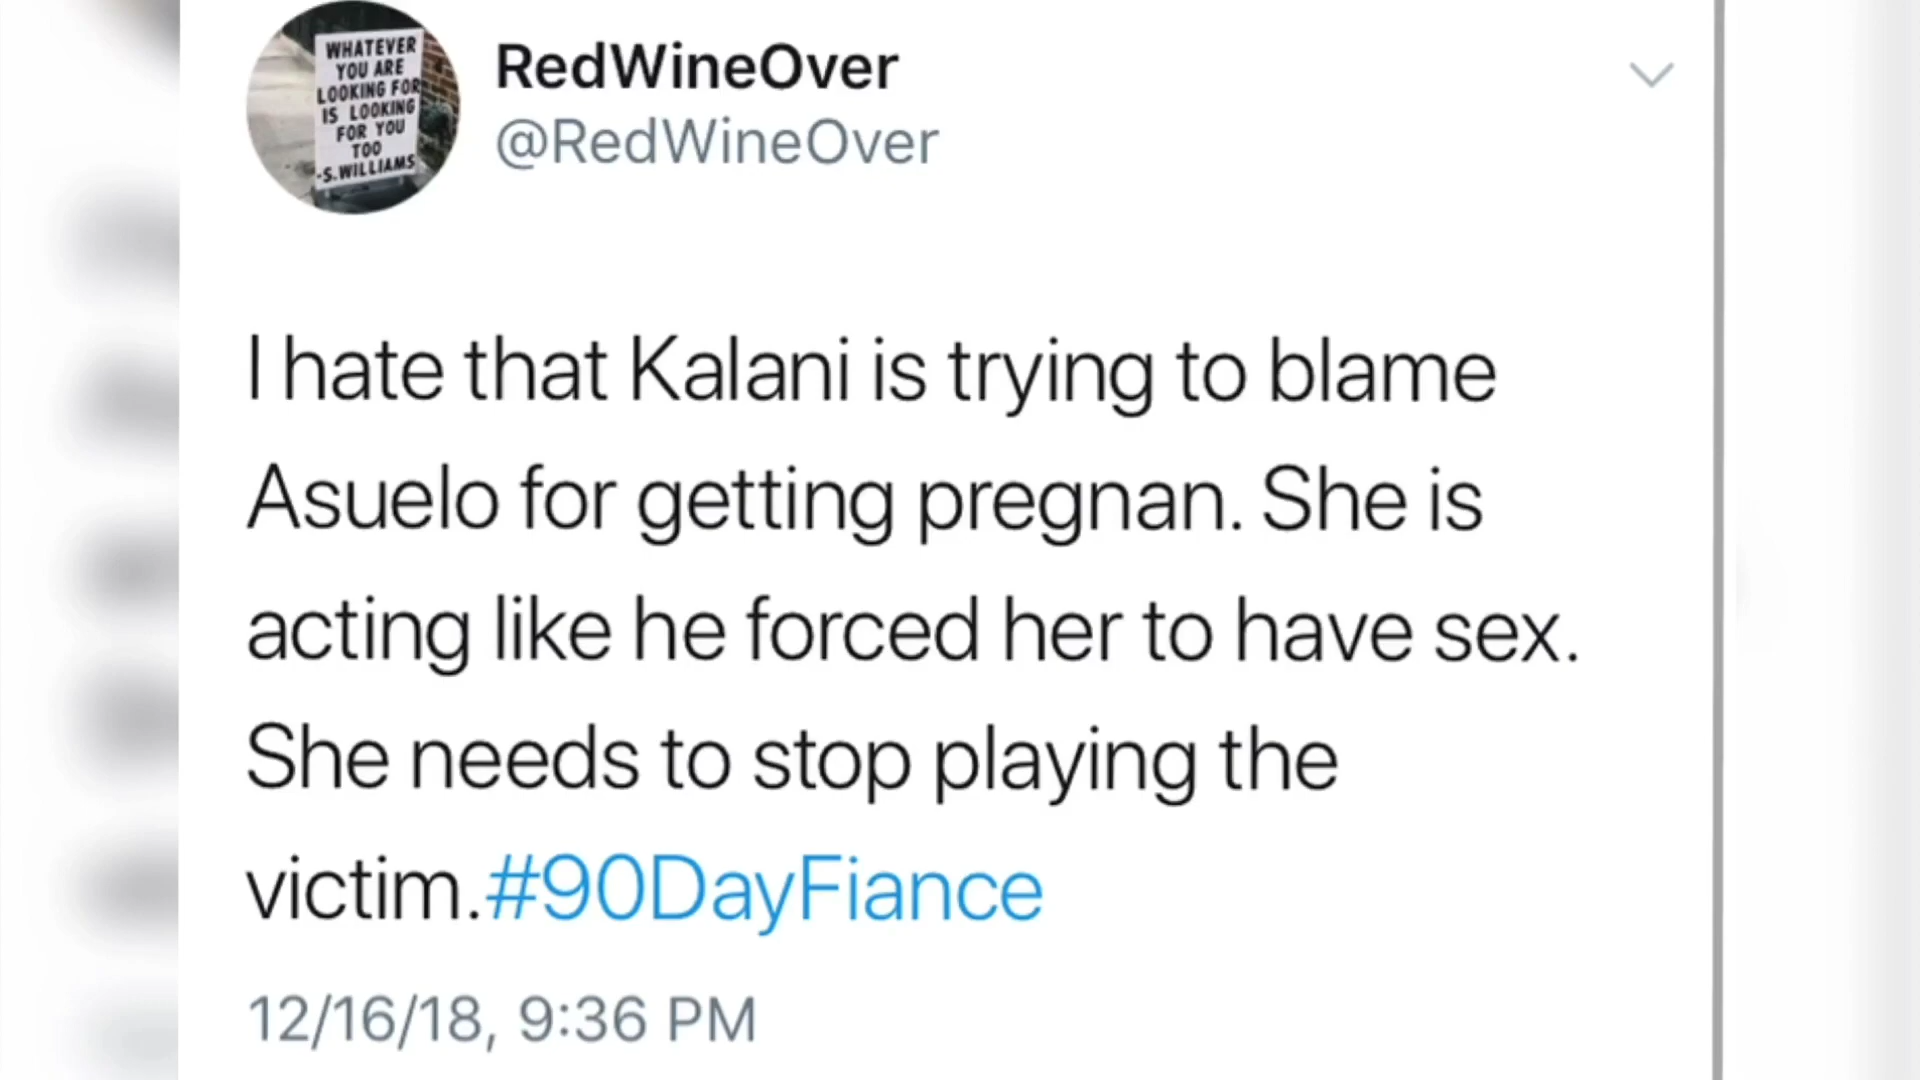 WHATEVER
YOU ARE
LOOKING FOR
IS LOOKING
FOR YOU
TOO
-S.WILLIAMS
RedWineOver
@RedWineOver
I hate that Kalani is trying to blame
Asuelo for getting pregnan. She is
acting like he forced her to have sex.
She needs to stop playing the
victim.#90DayFiance
12/16/18, 9:36 PM